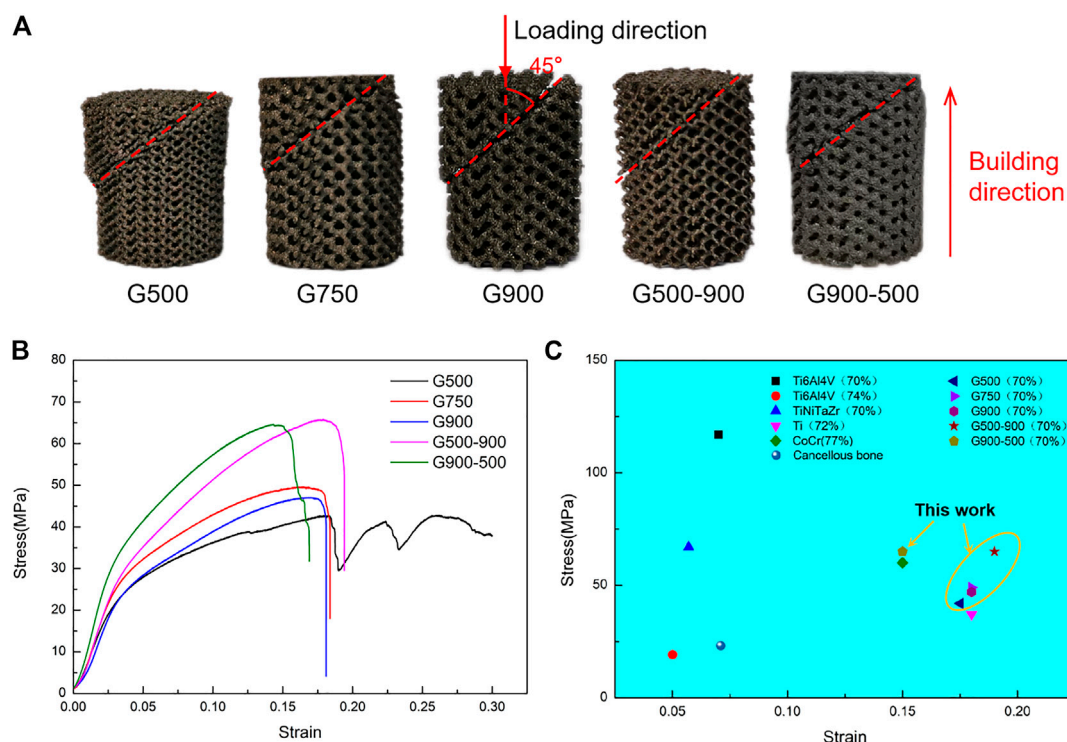 A
Loading direction
45°
Building
direction
G500
G750
G900
G500-900
G900-500
B
80
70
60
50
40
30
20
10
0
Stress(MPa)
G500
G750
G900
G500-900
G900-500
0.00
0.05
0.10
0.15
0.20
0.25
0.30
Strain
C
150
100
50
0
Stress(MPa)
Ti6Al4V (70%)
Ti6Al4V (74%)
TiNiTaZr (70%)
Ti (72%)
CoCr(77%)
Cancellous bone
G500 (70%)
G750 (70%)
G900 (70%)
G500-900 (70%)
G900-500 (70%)
This work
0.05
0.10
0.15
0.20
Strain